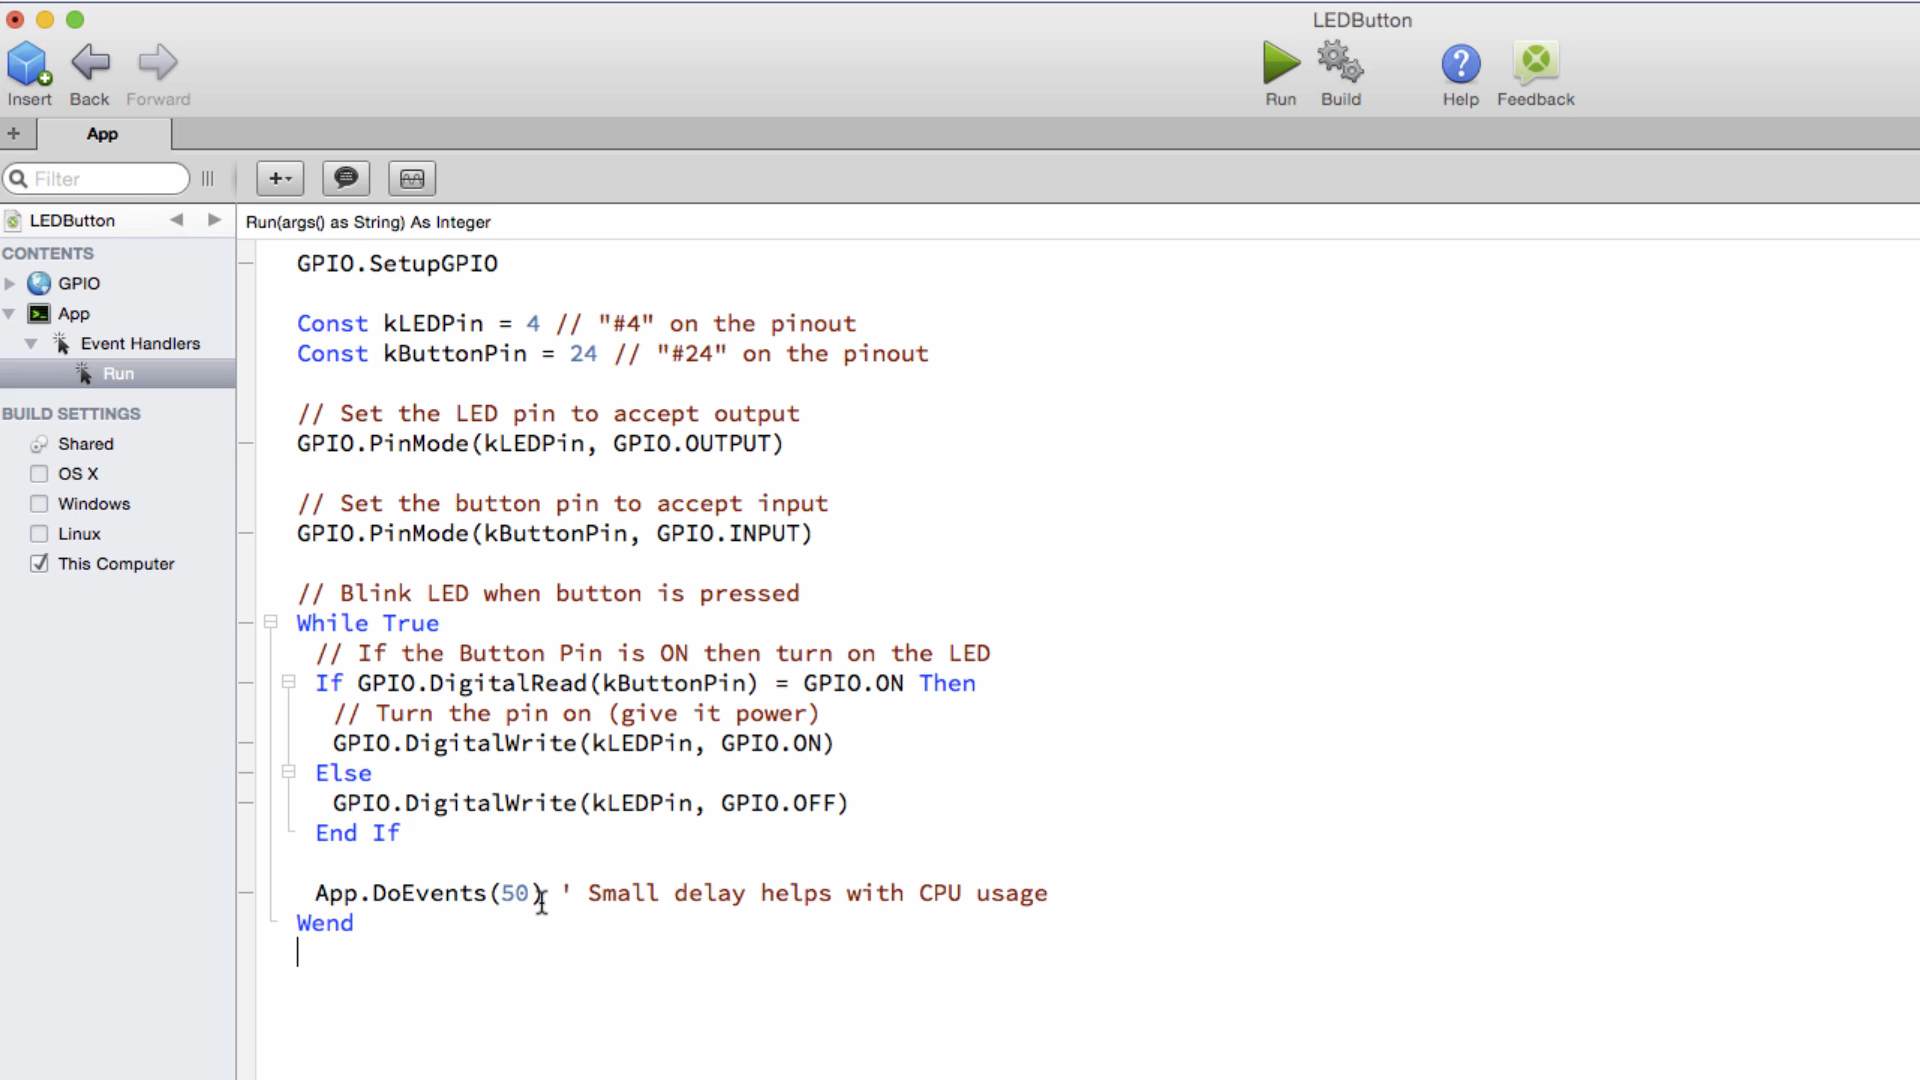 LEDButton
Insert Back Forward Run Build Help Feedback
+ App
Filter
LEDButton
Run(args() as String) As Integer
CONTENTS
GPIO
App
Event Handlers
Run
BUILD SETTINGS
Shared
OS X
Windows
Linux
This Computer
GPIO.SetupGPIO
Const kLEDPin = 4 // "#4" on the pinout
Const kButtonPin = 24 // "#24" on the pinout
// Set the LED pin to accept output
GPIO.PinMode(kLEDPin, GPIO.OUTPUT)
// Set the button pin to accept input
GPIO.PinMode(kButtonPin, GPIO.INPUT)
// Blink LED when button is pressed
While True
// If the Button Pin is ON then turn on the LED
If GPIO.DigitalRead(kButtonPin) = GPIO.ON Then
// Turn the pin on (give it power)
GPIO.DigitalWrite(kLEDPin, GPIO.ON)
Else
GPIO.DigitalWrite(kLEDPin, GPIO.OFF)
End If
App.DoEvents(50) ' Small delay helps with CPU usage
Wend